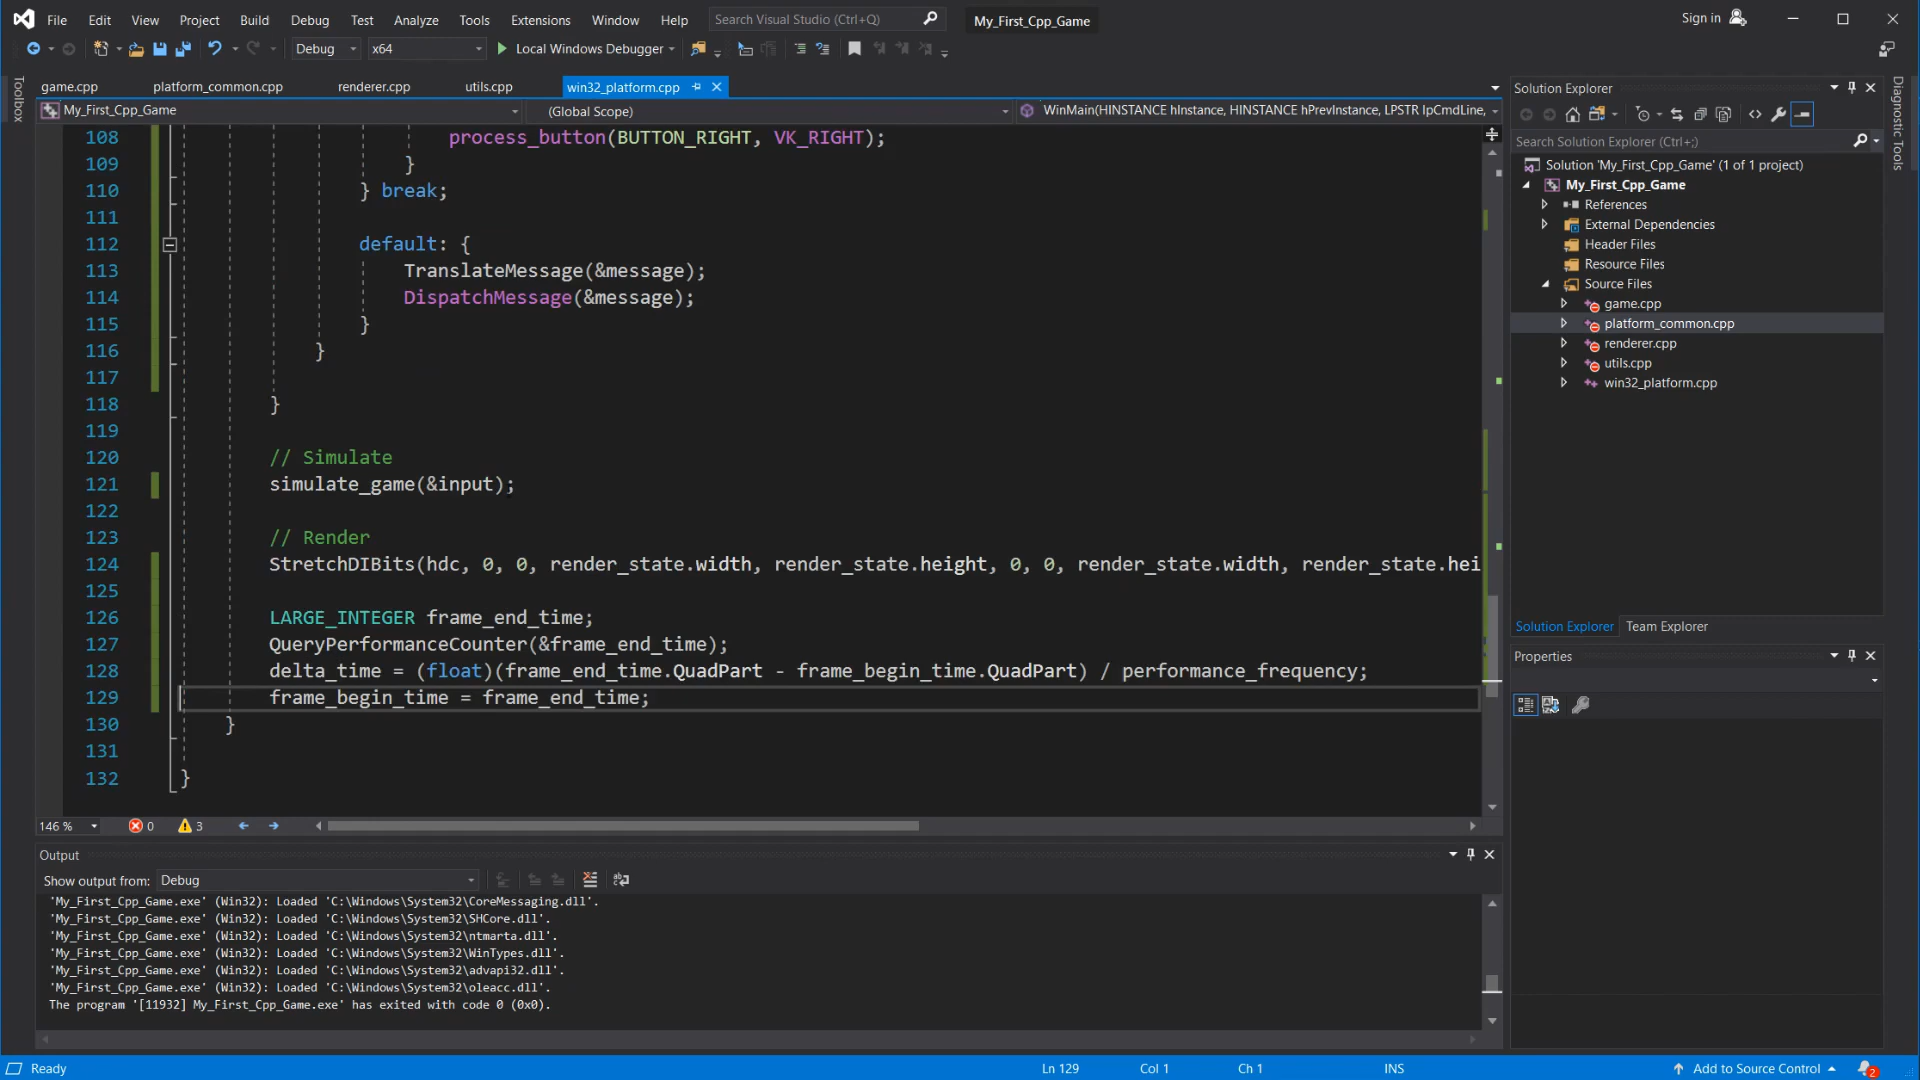 File Edit View Project Build Debug Test Analyze Tools Extensions Window Help Search Visual Studio (Ctrl+Q) My_First_Cpp_Game Sign in
Debug x64 Local Windows Debugger
Toolbox
game.cpp platform_common.cpp renderer.cpp utils.cpp win32_platform.cpp
My_First_Cpp_Game (Global Scope) WinMain(HINSTANCE hInstance, HINSTANCE hPrevInstance, LPSTR lpCmdLine,
108 process_button(BUTTON_RIGHT, VK_RIGHT);
109 }
110 } break;
111
112 default: {
113 TranslateMessage(&message);
114 DispatchMessage(&message);
115 }
116 }
117
118 }
119
120 // Simulate
121 simulate_game(&input);
122
123 // Render
124 StretchDIBits(hdc, 0, 0, render_state.width, render_state.height, 0, 0, render_state.width, render_state.hei
125
126 LARGE_INTEGER frame_end_time;
127 QueryPerformanceCounter(&frame_end_time);
128 delta_time = (float)(frame_end_time.QuadPart - frame_begin_time.QuadPart) / performance_frequency;
129 frame_begin_time = frame_end_time;
130 }
131
132 }
146 % 0 3
Output
Show output from: Debug
'My_First_Cpp_Game.exe' (Win32): Loaded 'C:\Windows\System32\CoreMessaging.dll'.
'My_First_Cpp_Game.exe' (Win32): Loaded 'C:\Windows\System32\SHCore.dll'.
'My_First_Cpp_Game.exe' (Win32): Loaded 'C:\Windows\System32\ntmarta.dll'.
'My_First_Cpp_Game.exe' (Win32): Loaded 'C:\Windows\System32\WinTypes.dll'.
'My_First_Cpp_Game.exe' (Win32): Loaded 'C:\Windows\System32\advapi32.dll'.
'My_First_Cpp_Game.exe' (Win32): Loaded 'C:\Windows\System32\oleacc.dll'.
The program '[11932] My_First_Cpp_Game.exe' has exited with code 0 (0x0).
Solution Explorer
Search Solution Explorer (Ctrl+;)
Solution 'My_First_Cpp_Game' (1 of 1 project)
My_First_Cpp_Game
References
External Dependencies
Header Files
Resource Files
Source Files
game.cpp
platform_common.cpp
renderer.cpp
utils.cpp
win32_platform.cpp
Solution Explorer Team Explorer
Properties
Diagnostic Tools
Ready Ln 129 Col 1 Ch 1 INS Add to Source Control 2